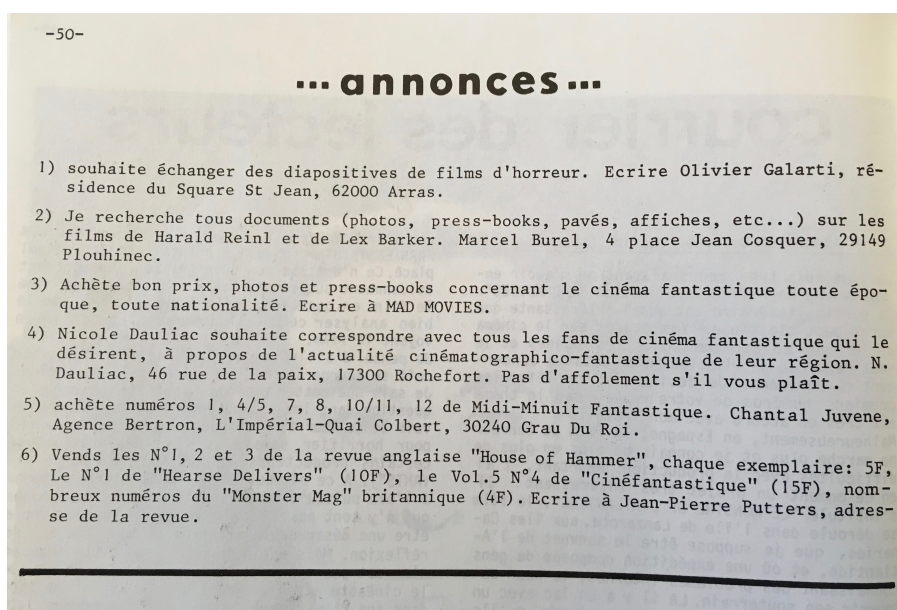 -50-
... annonces ...
1) souhaite échanger des diapositives de films d'horreur. Ecrire Olivier Galarti, ré-
sidence du Square St Jean, 62000 Arras.
2) Je recherche tous documents (photos, press-books, pavés, affiches, etc...) sur les
films de Harald Reinl et de Lex Barker. Marcel Burel, 4 place Jean Cosquer, 29149
Plouhinec.
3) Achète bon prix, photos et press-books concernant le cinéma fantastique toute épo-
que, toute nationalité. Ecrire à MAD MOVIES.
4) Nicole Dauliac souhaite correspondre avec tous les fans de cinéma fantastique qui le
désirent, à propos de l'actualité cinématographico-fantastique de leur région. N.
Dauliac, 46 rue de la paix, 17300 Rochefort. Pas d'affolement s'il vous plaît.
5) achète numéros 1, 4/5, 7, 8, 10/11, 12 de Midi-Minuit Fantastique. Chantal Juvene,
Agence Bertron, L'Impérial-Quai Colbert, 30240 Grau Du Roi.
6) Vends les N°1, 2 et 3 de la revue anglaise "House of Hammer", chaque exemplaire: 5F,
Le N°1 de "Hearse Delivers" (10F), le Vol.5 N°4 de "Cinéfantastique" (15F), nom-
breux numéros du "Monster Mag" britannique (4F). Ecrire à Jean-Pierre Putters, adres-
se de la revue.
courrier des lecteurs